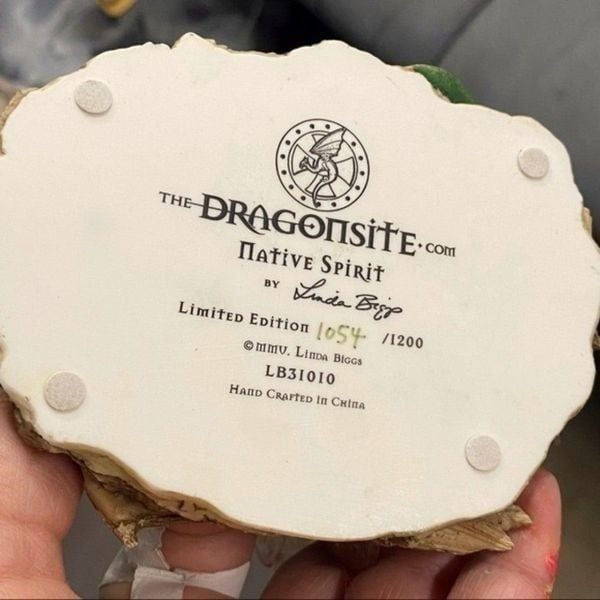 THE DRAGONSITE.COM
NATIVE SPIRIT
BY Linda Biggs
LIMITED EDITION 1054 /1200
©MMV. LINDA BIGGS
LB31010
HAND CRAFTED IN CHINA